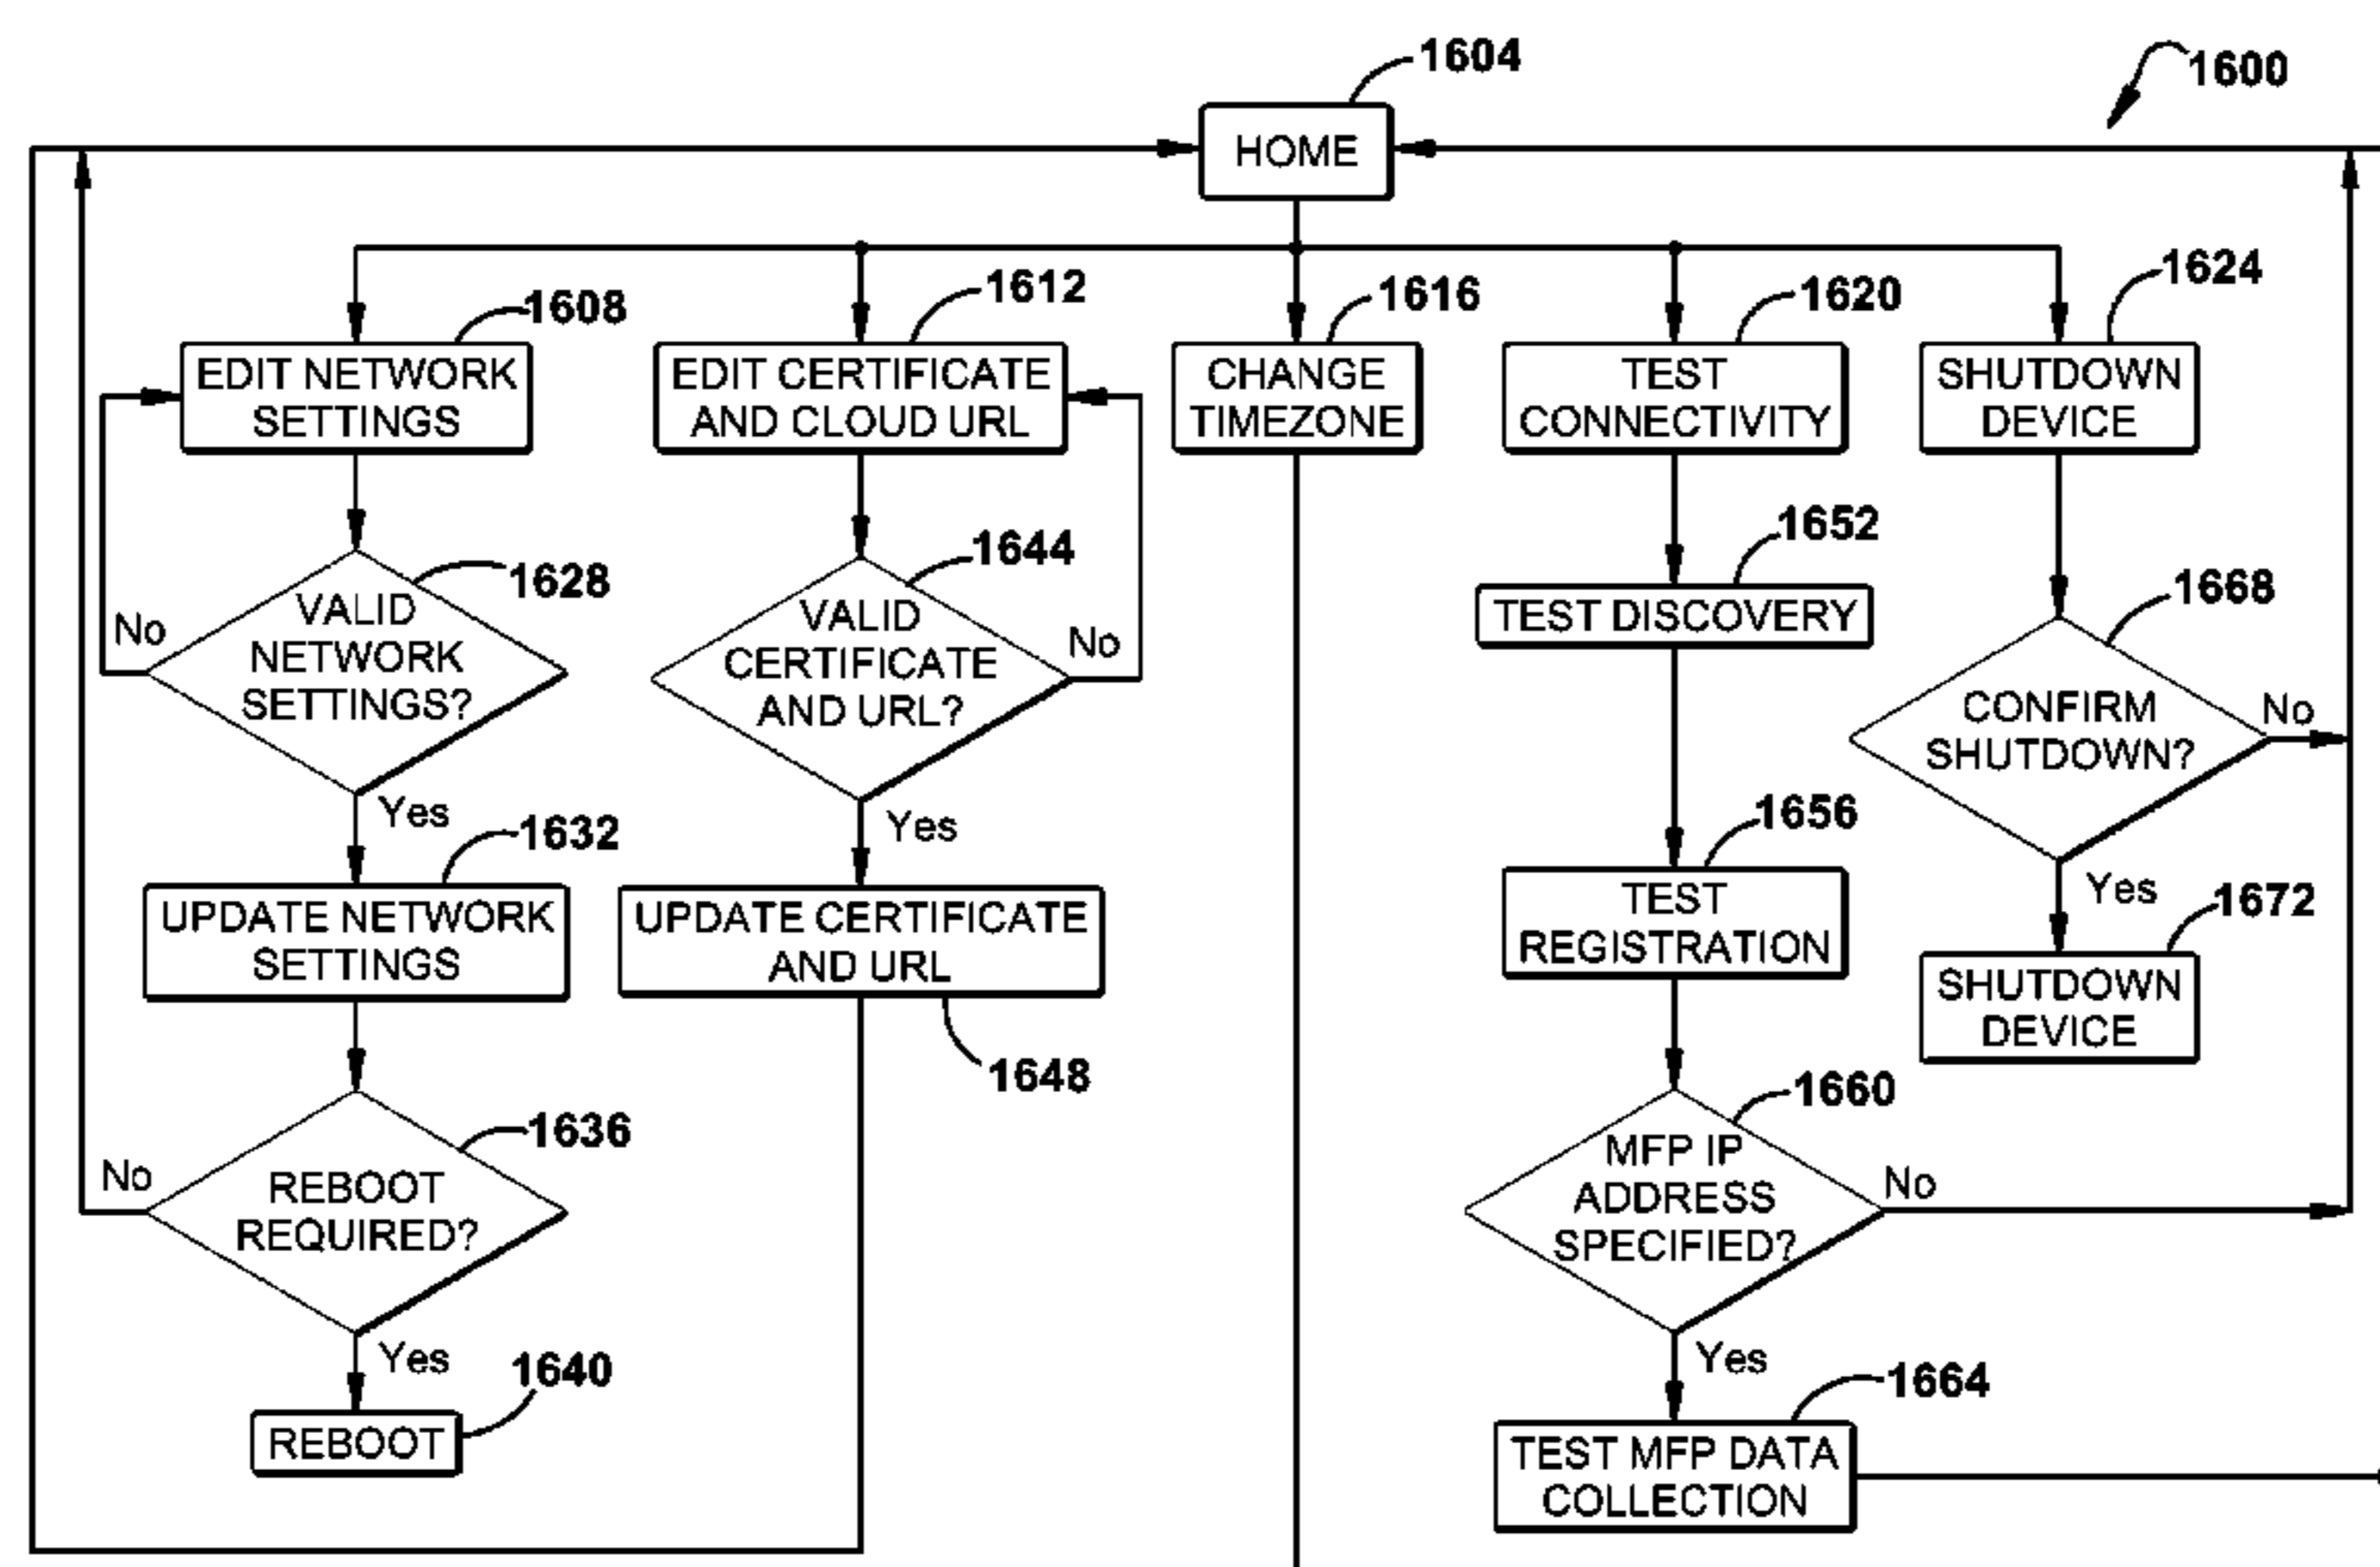 1604
1600
HOME
1608
1612
1616
1620
1624
EDIT NETWORK
SETTINGS
EDIT CERTIFICATE
AND CLOUD URL
CHANGE
TIMEZONE
TEST
CONNECTIVITY
SHUTDOWN
DEVICE
1628
No
VALID
NETWORK
SETTINGS?
Yes
1644
VALID
CERTIFICATE
AND URL?
No
Yes
1652
TEST DISCOVERY
1668
CONFIRM
SHUTDOWN?
No
Yes
1632
UPDATE NETWORK
SETTINGS
UPDATE CERTIFICATE
AND URL
1648
1656
TEST
REGISTRATION
1672
SHUTDOWN
DEVICE
1636
No
REBOOT
REQUIRED?
Yes
1660
MFP IP
ADDRESS
SPECIFIED?
No
Yes
1640
REBOOT
1664
TEST MFP DATA
COLLECTION